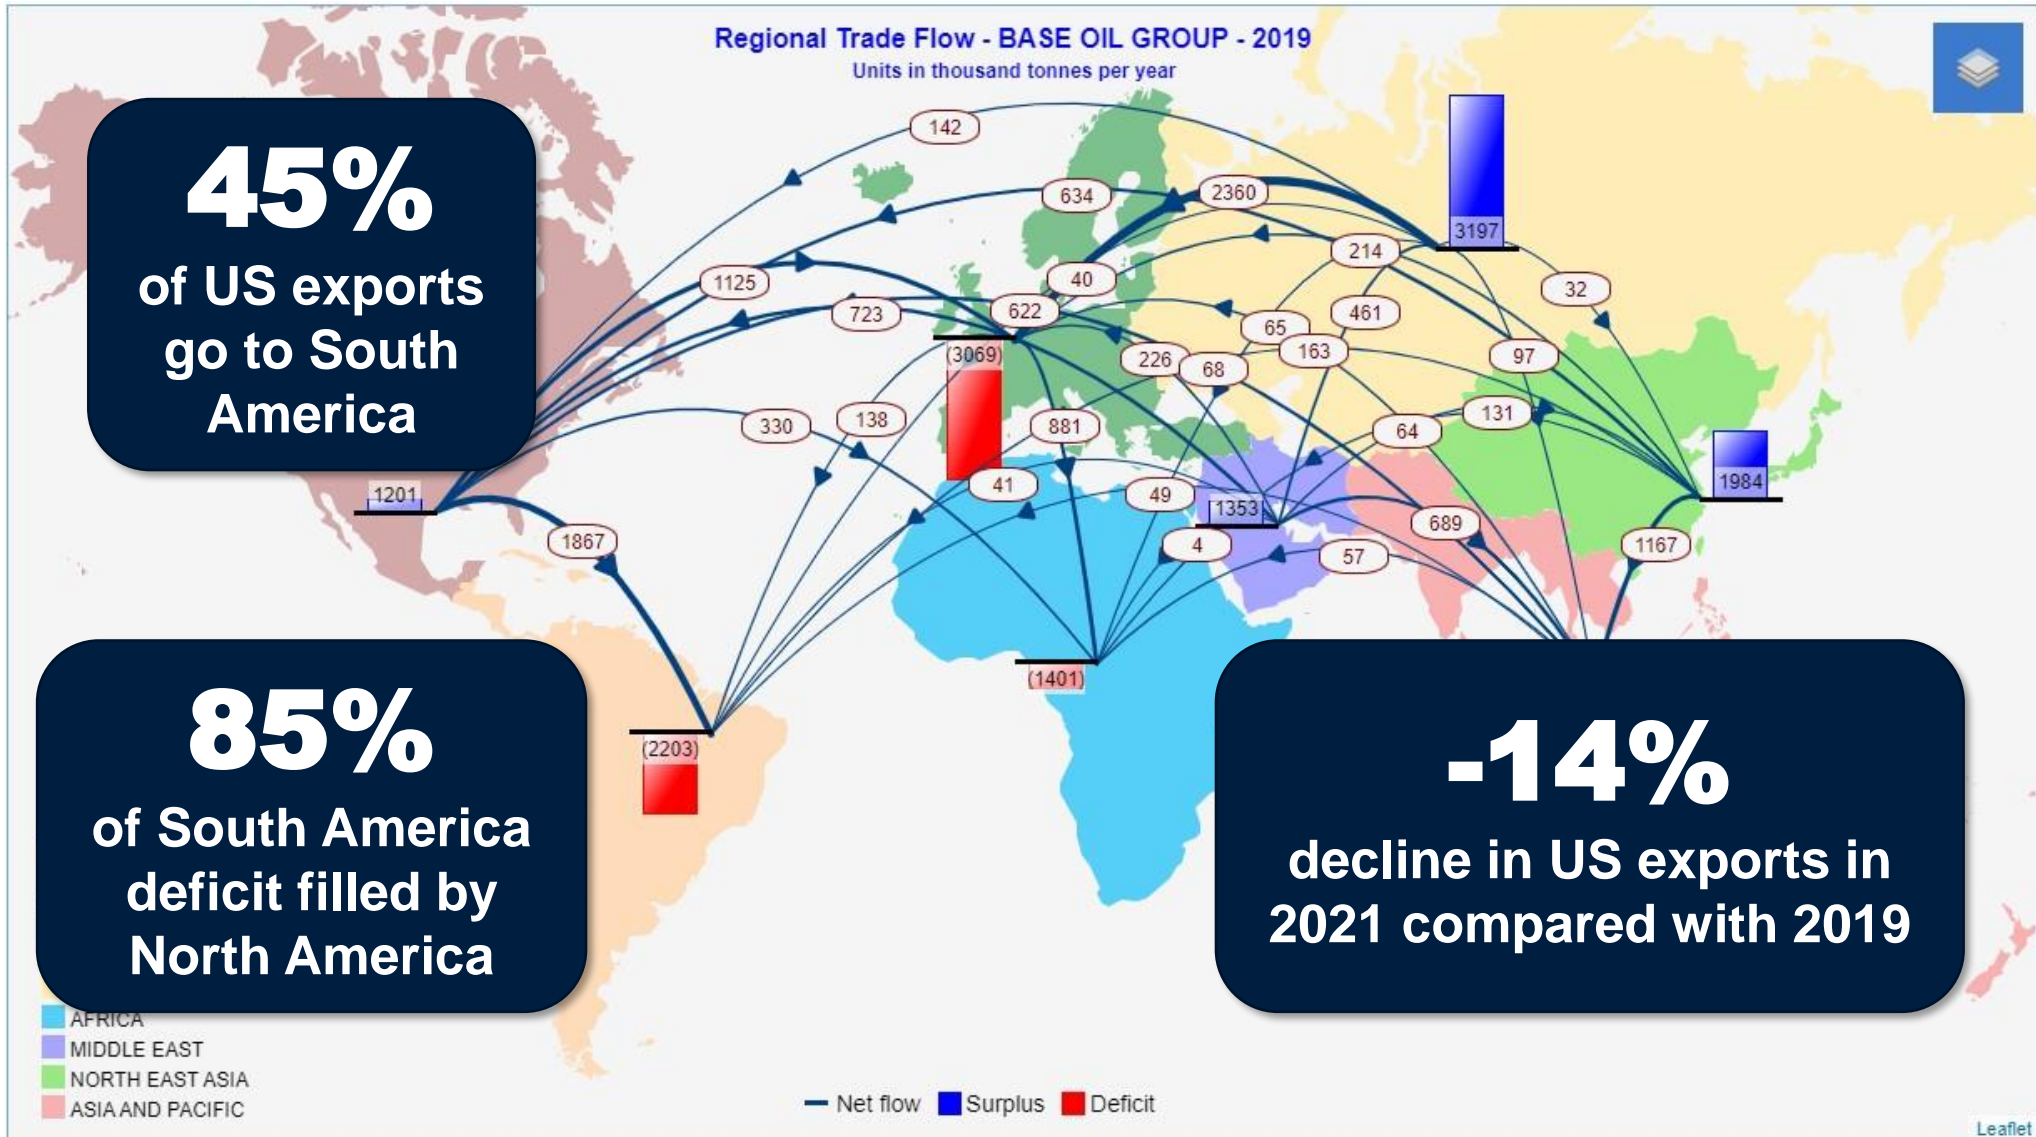 Regional Trade Flow - BASE OIL GROUP - 2019
Units in thousand tonnes per year
45%
of US exports
go to South
America
142
634
2360
3197
214
40
1125
32
723
622
461
65
(3069)
226
163
97
68
330
138
881
131
64
1201
41
49
1353
1984
689
1867
4
57
1167
85%
of South America
deficit filled by
North America
(1401)
(2203)
-14%
decline in US exports in
2021 compared with 2019
AFRICA
MIDDLE EAST
NORTH EAST ASIA
ASIA AND PACIFIC
Net flow Surplus Deficit
Leaflet